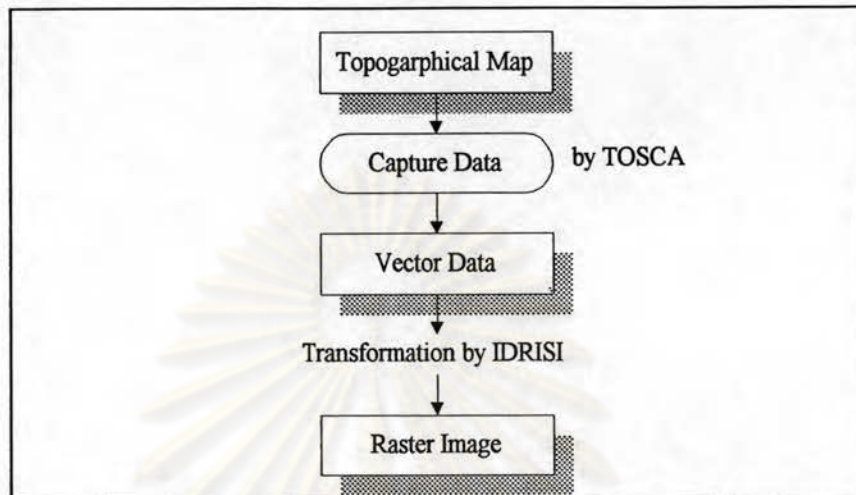 Topogarphical Map
Capture Data by TOSCA
Vector Data
Transformation by IDRISI
Raster Image